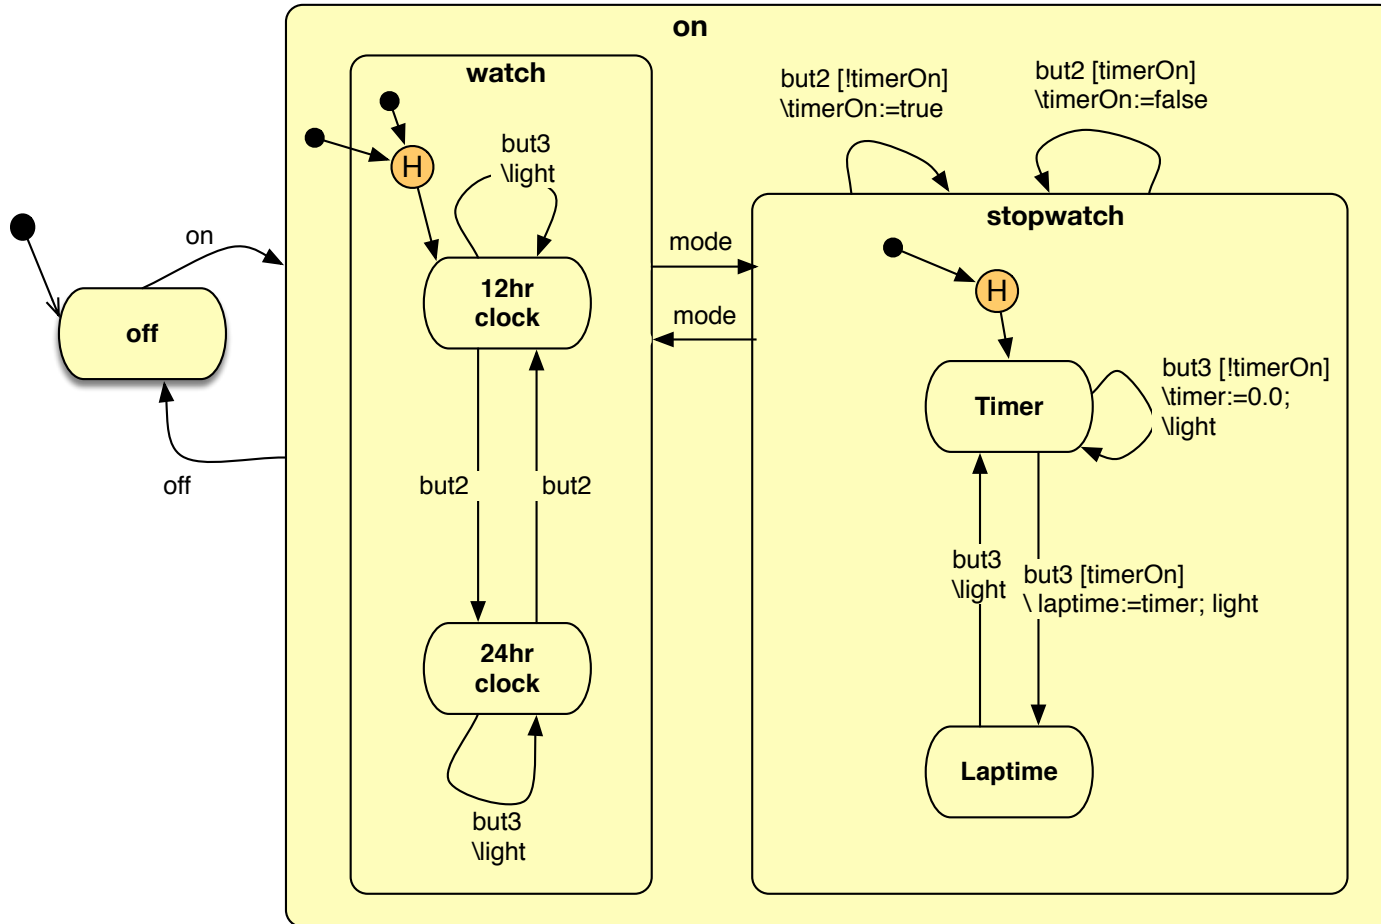 on
watch
but2 [!timerOn]
\timerOn:=true
but2 [timerOn]
\timerOn:=false
but3
\light
H
stopwatch
on
mode
H
12hr
clock
off
mode
Timer
but3 [!timerOn]
\timer:=0.0;
\light
off
but2
but2
but3
\light
but3 [timerOn]
\ laptime:=timer; light
24hr
clock
Laptime
but3
\light